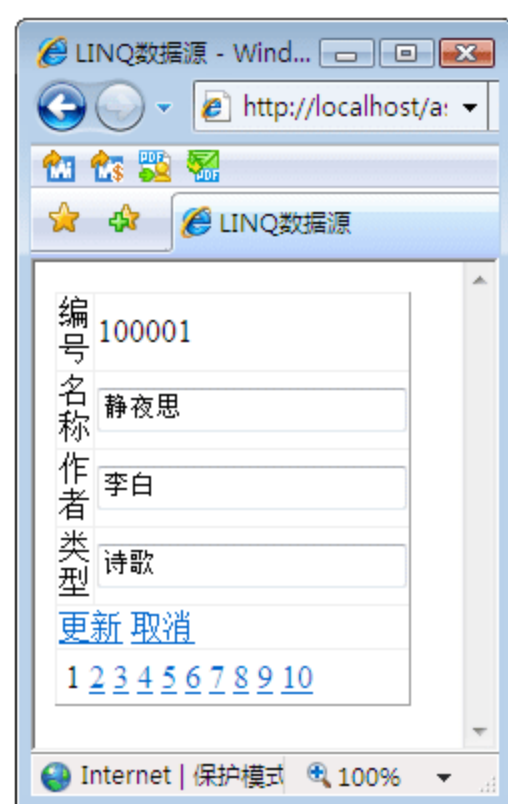 LINQ数据源 - Wind...
http://localhost/a
LINQ数据源
编号 100001
名称 静夜思
作者 李白
类型 诗歌
更新 取消
1 2 3 4 5 6 7 8 9 10
Internet | 保护模式 100%